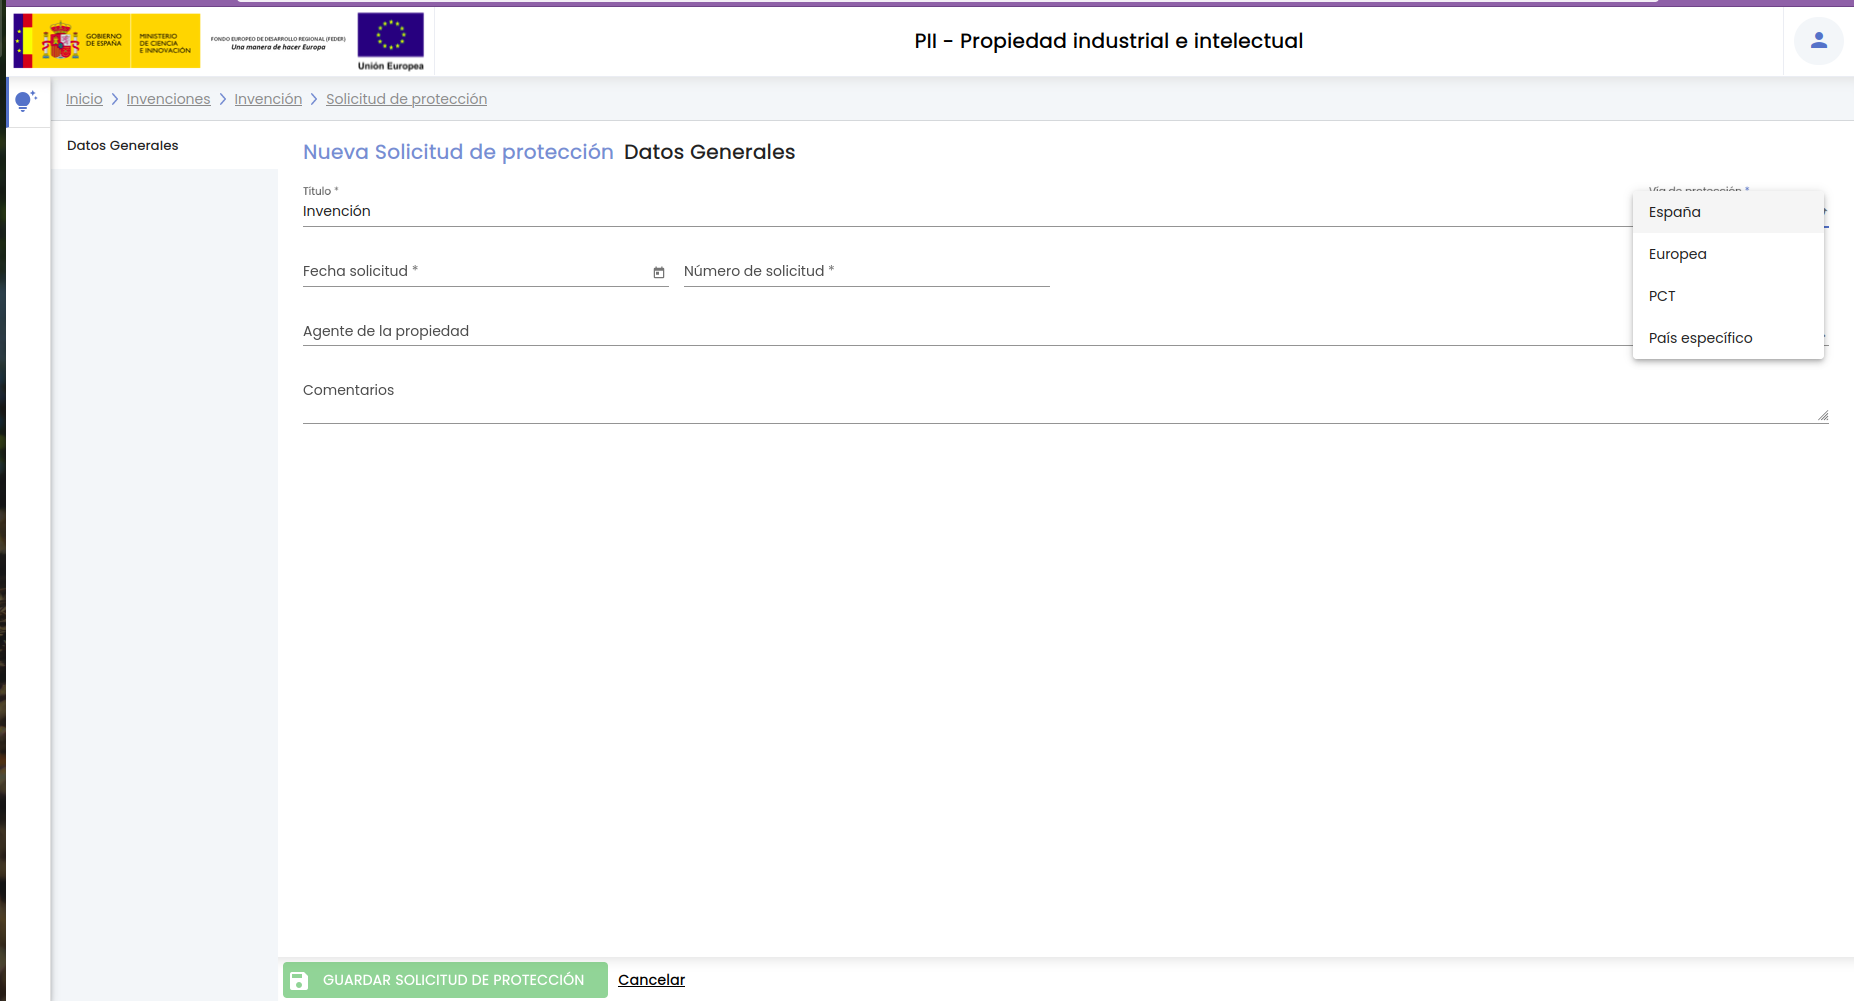 GOBIERNO
DE ESPAÑA
MINISTERIO
DE CIENCIA
E INNOVACIÓN
FONDO EUROPEO DE DESARROLLO REGIONAL (FEDER)
Una manera de hacer Europa
Unión Europea
PII - Propiedad industrial e intelectual
Inicio > Invenciones > Invención > Solicitud de protección
Datos Generales
Nueva Solicitud de protección Datos Generales
Título *
Invención
Vía de protección *
España
Europea
PCT
País específico
Fecha solicitud *
Número de solicitud *
Agente de la propiedad
Comentarios
GUARDAR SOLICITUD DE PROTECCIÓN
Cancelar